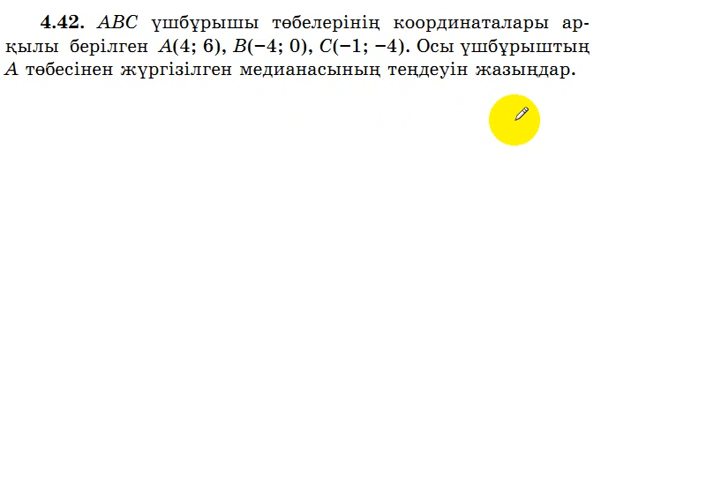 4.42. ABC үшбұрышы төбелерінің координаталары ар-
қылы берілген A(4; 6), B(−4; 0), C(−1; −4). Осы үшбұрыштың
A төбесінен жүргізілген медианасының теңдеуін жазыңдар.